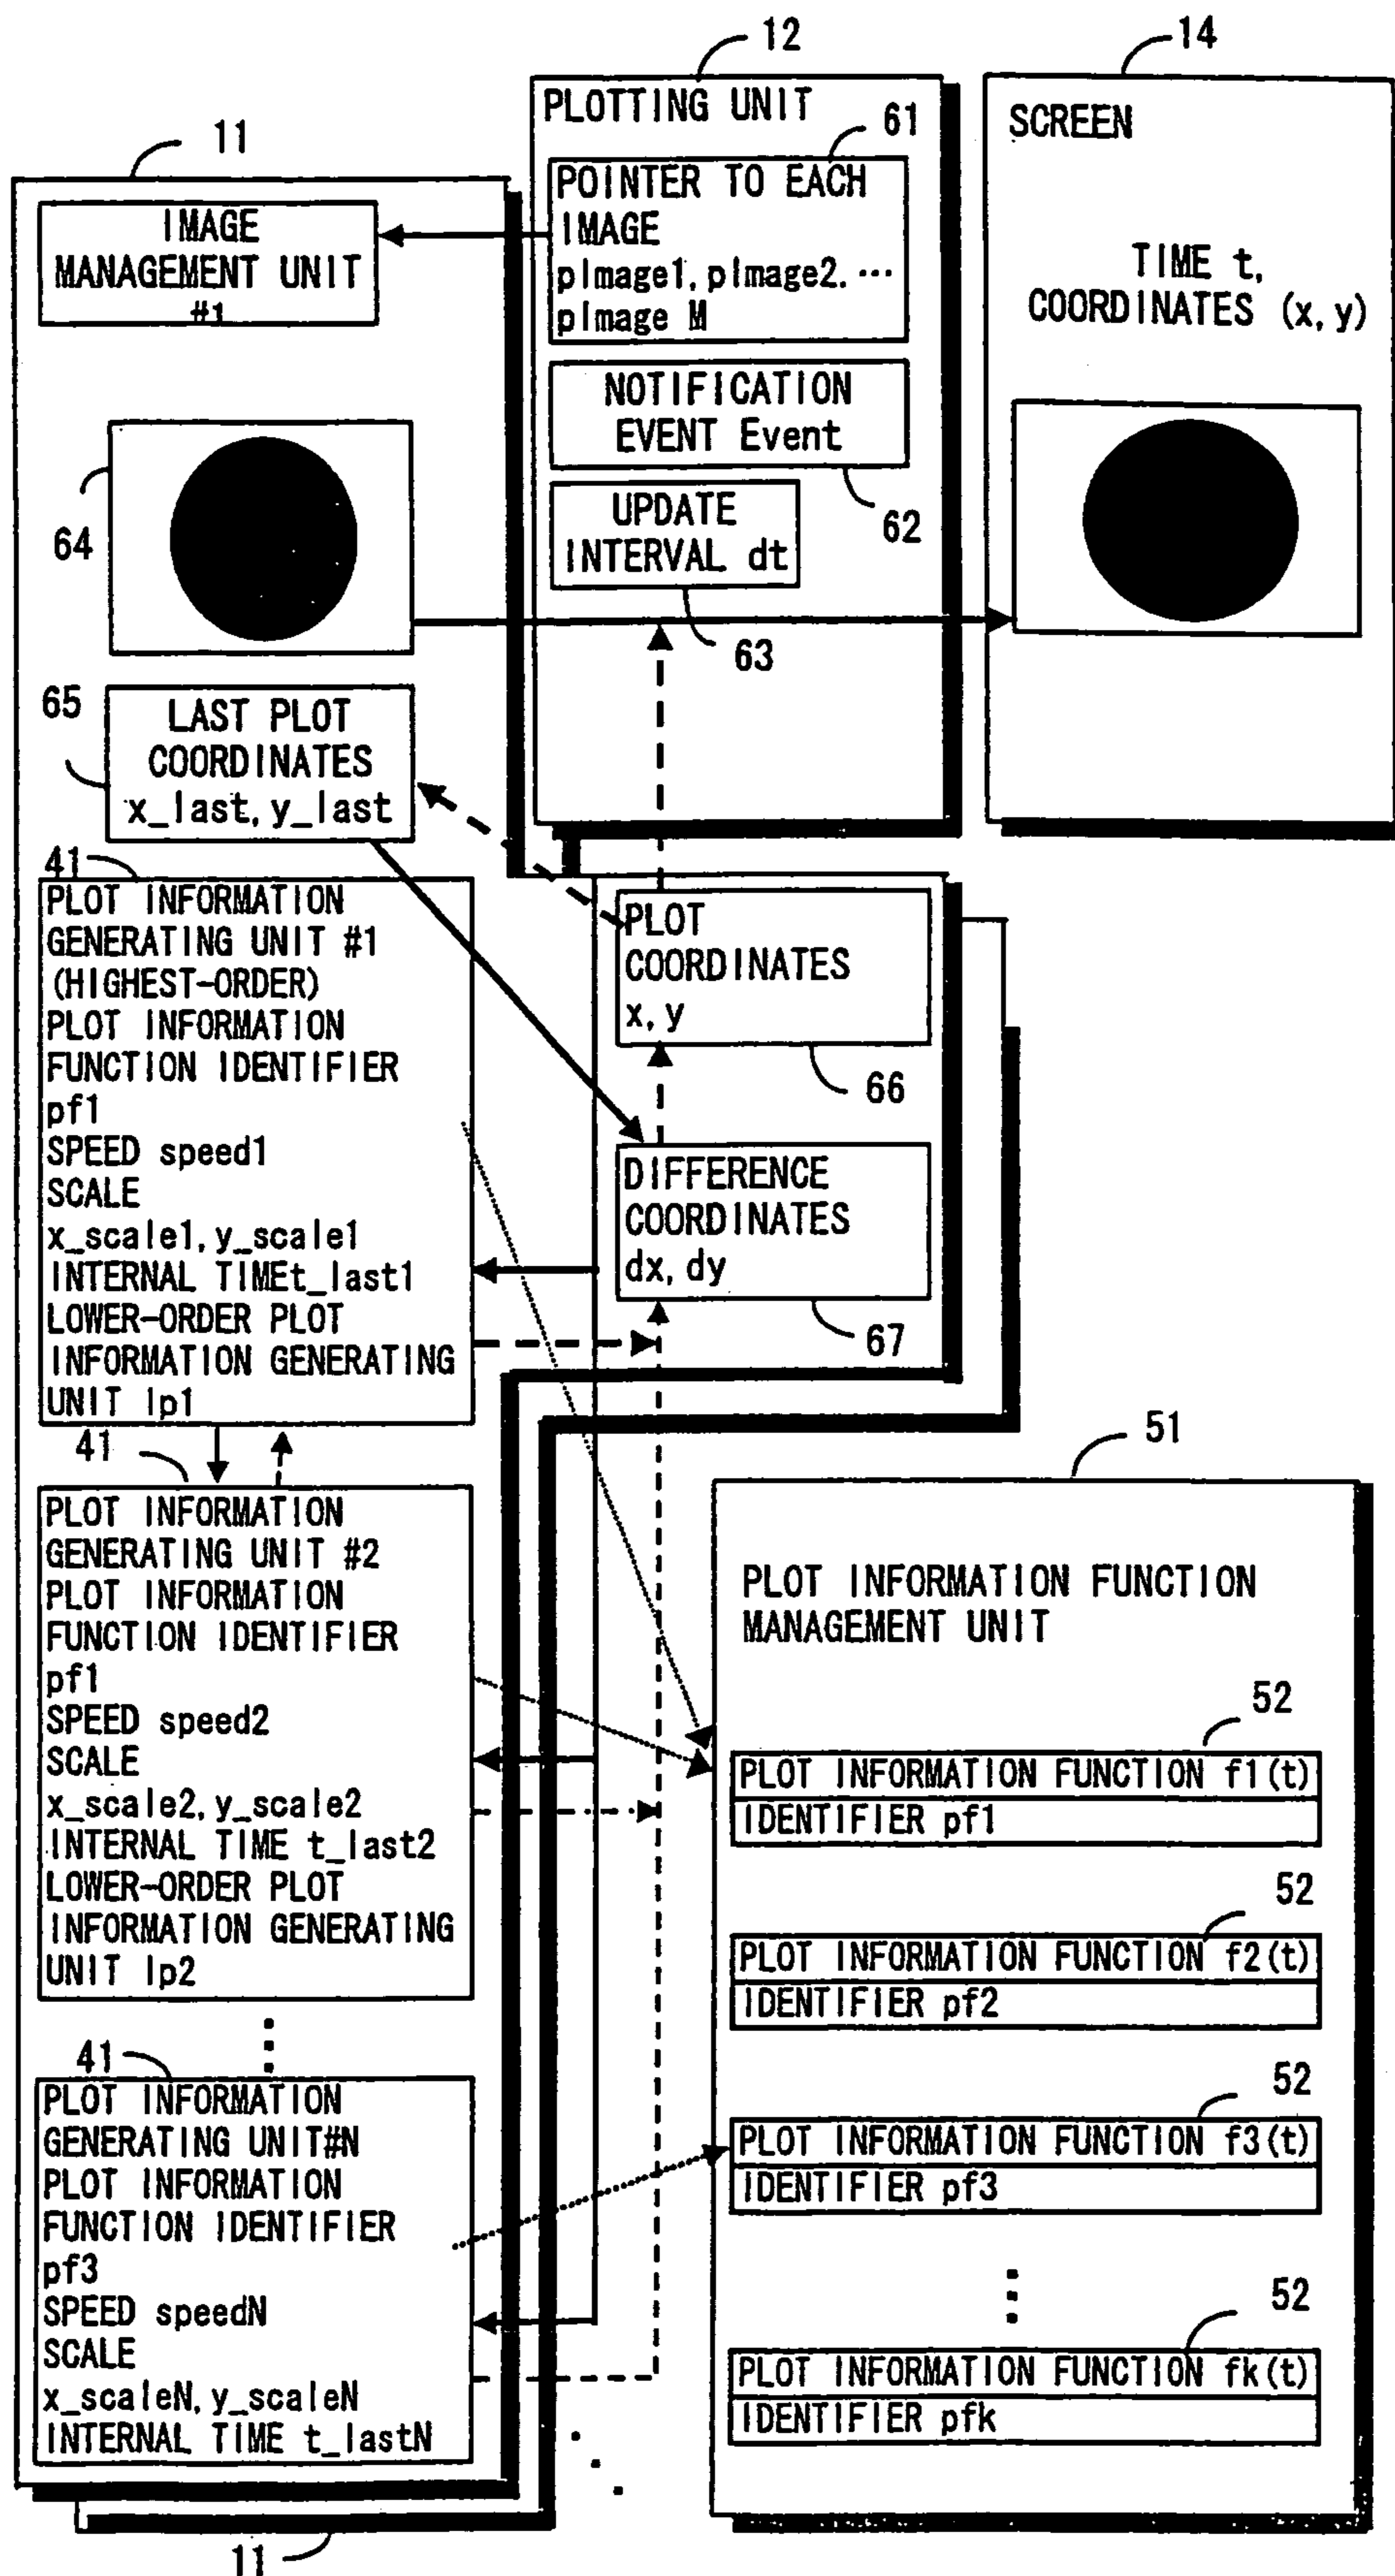 12
PLOTTING UNIT
61
POINTER TO EACH
IMAGE
pImage1, pImage2, ...
pImage M
NOTIFICATION
EVENT Event
62
UPDATE
INTERVAL dt
63
14
SCREEN
TIME t,
COORDINATES (x, y)
11
IMAGE
MANAGEMENT UNIT
#1
64
65
LAST PLOT
COORDINATES
x_last, y_last
41
PLOT INFORMATION
GENERATING UNIT #1
(HIGHEST-ORDER)
PLOT INFORMATION
FUNCTION IDENTIFIER
pf1
SPEED speed1
SCALE
x_scale1, y_scale1
INTERNAL TIMEt_last1
LOWER-ORDER PLOT
INFORMATION GENERATING
UNIT lp1
PLOT
COORDINATES
x, y
66
DIFFERENCE
COORDINATES
dx, dy
67
41
PLOT INFORMATION
GENERATING UNIT #2
PLOT INFORMATION
FUNCTION IDENTIFIER
pf1
SPEED speed2
SCALE
x_scale2, y_scale2
INTERNAL TIME t_last2
LOWER-ORDER PLOT
INFORMATION GENERATING
UNIT lp2
41
PLOT INFORMATION
GENERATING UNIT#N
PLOT INFORMATION
FUNCTION IDENTIFIER
pf3
SPEED speedN
SCALE
x_scaleN, y_scaleN
INTERNAL TIME t_lastN
11
51
PLOT INFORMATION FUNCTION
MANAGEMENT UNIT
52
PLOT INFORMATION FUNCTION f1(t)
IDENTIFIER pf1
52
PLOT INFORMATION FUNCTION f2(t)
IDENTIFIER pf2
52
PLOT INFORMATION FUNCTION f3(t)
IDENTIFIER pf3
52
PLOT INFORMATION FUNCTION fk(t)
IDENTIFIER pfk